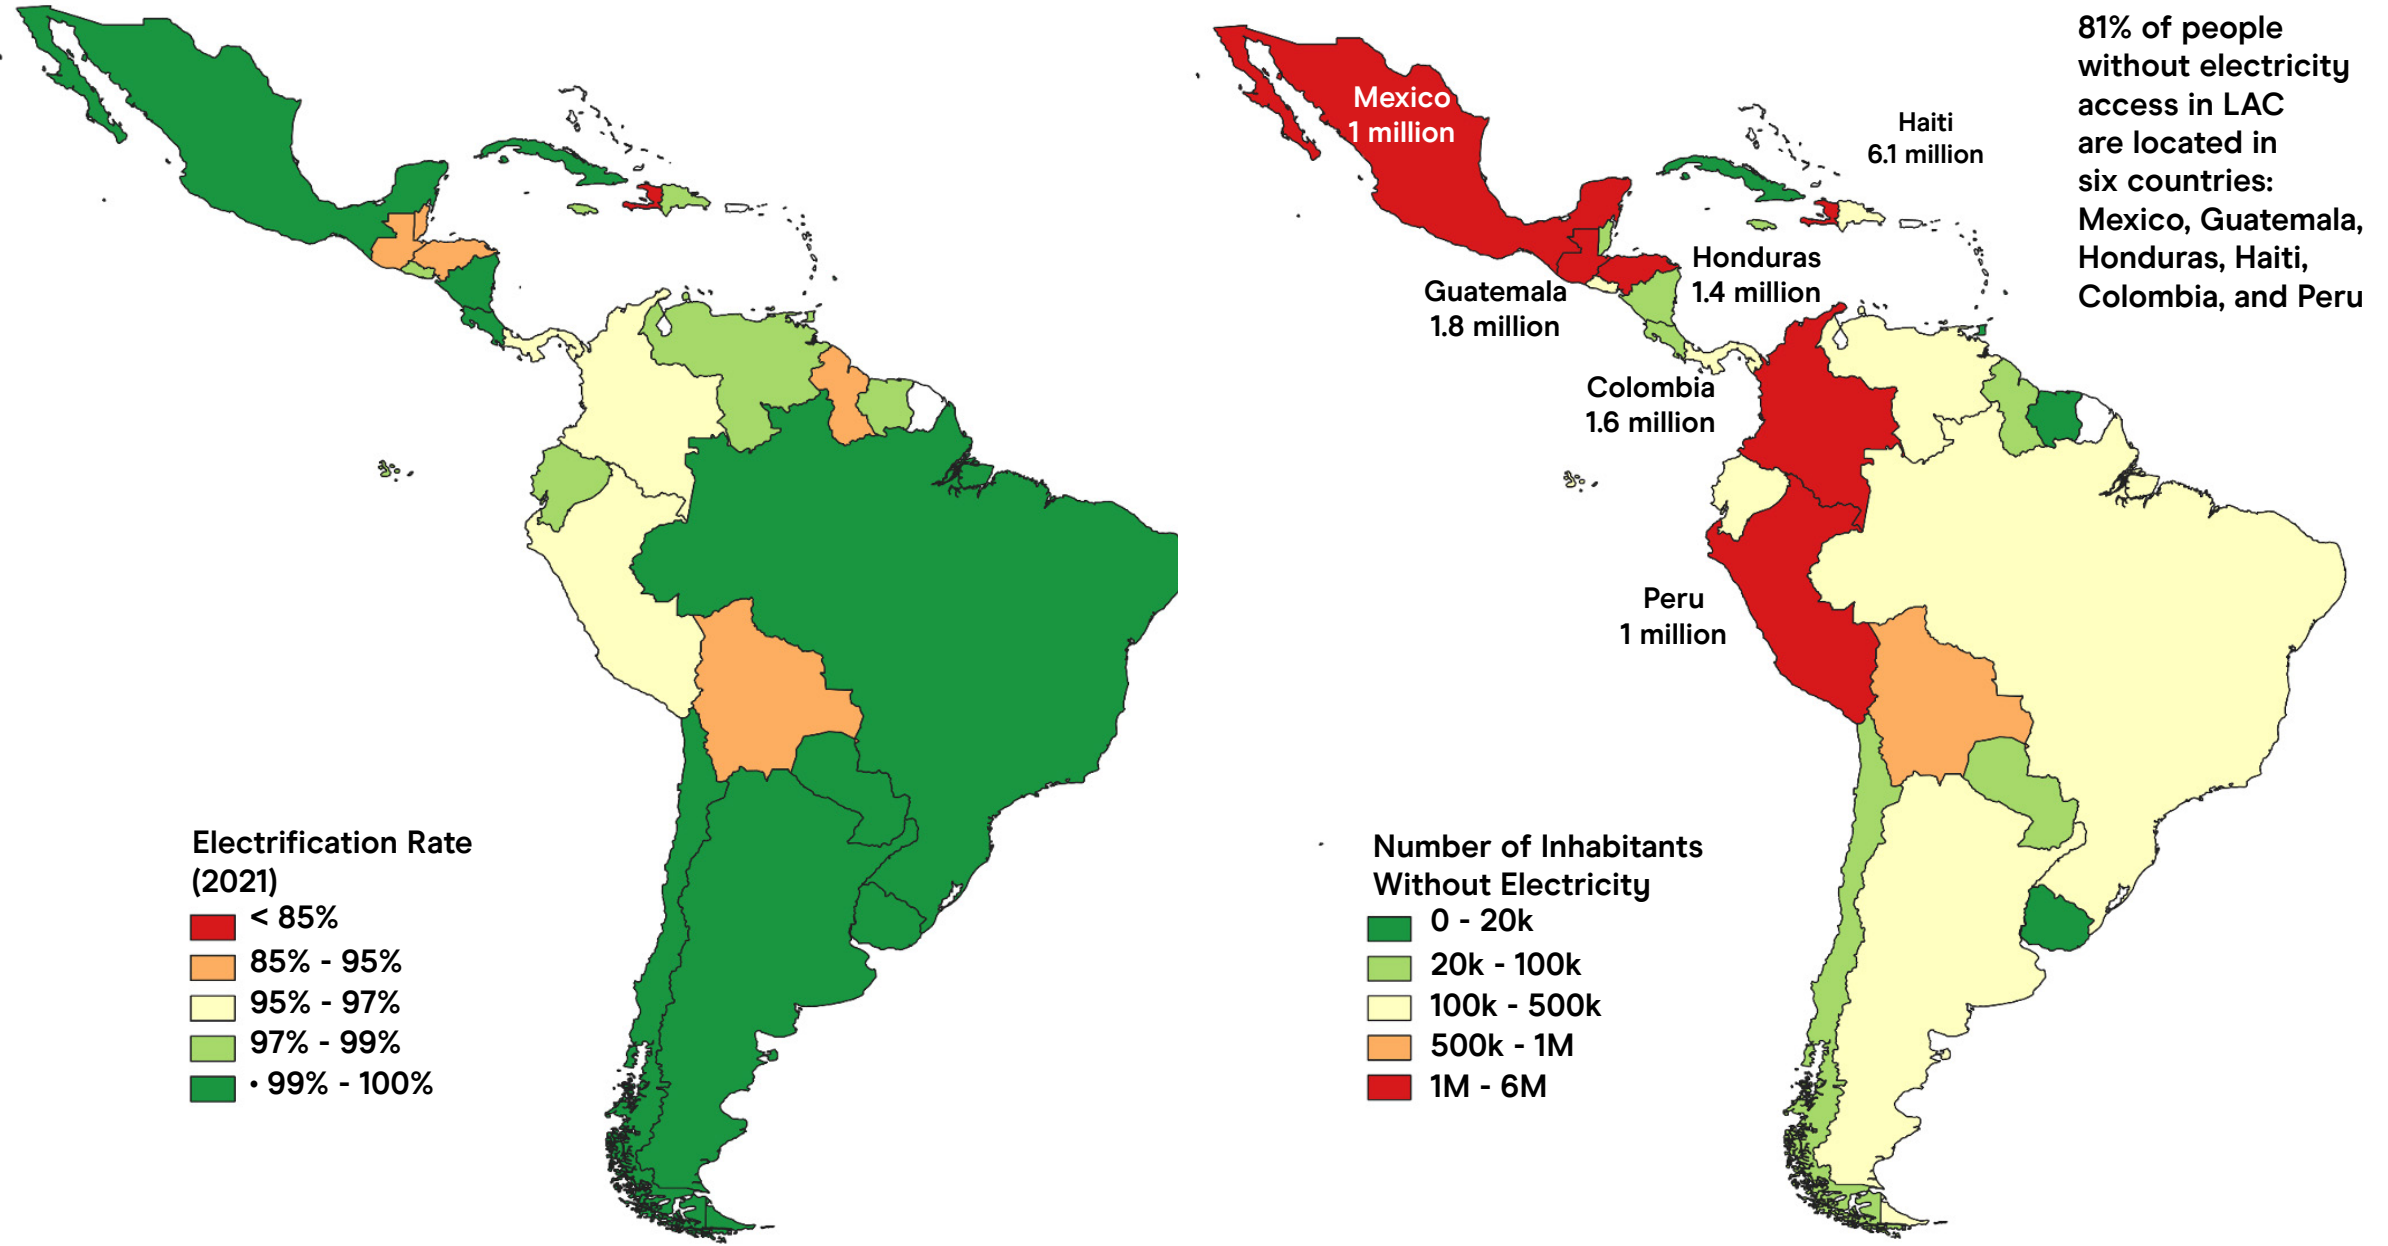 Electrification Rate
(2021)
< 85%
85% - 95%
95% - 97%
97% - 99%
• 99% - 100%
Mexico
1 million
Haiti
6.1 million
Guatemala
1.8 million
Honduras
1.4 million
Colombia
1.6 million
Peru
1 million
81% of people
without electricity
access in LAC
are located in
six countries:
Mexico, Guatemala,
Honduras, Haiti,
Colombia, and Peru
Number of Inhabitants
Without Electricity
0 - 20k
20k - 100k
100k - 500k
500k - 1M
1M - 6M